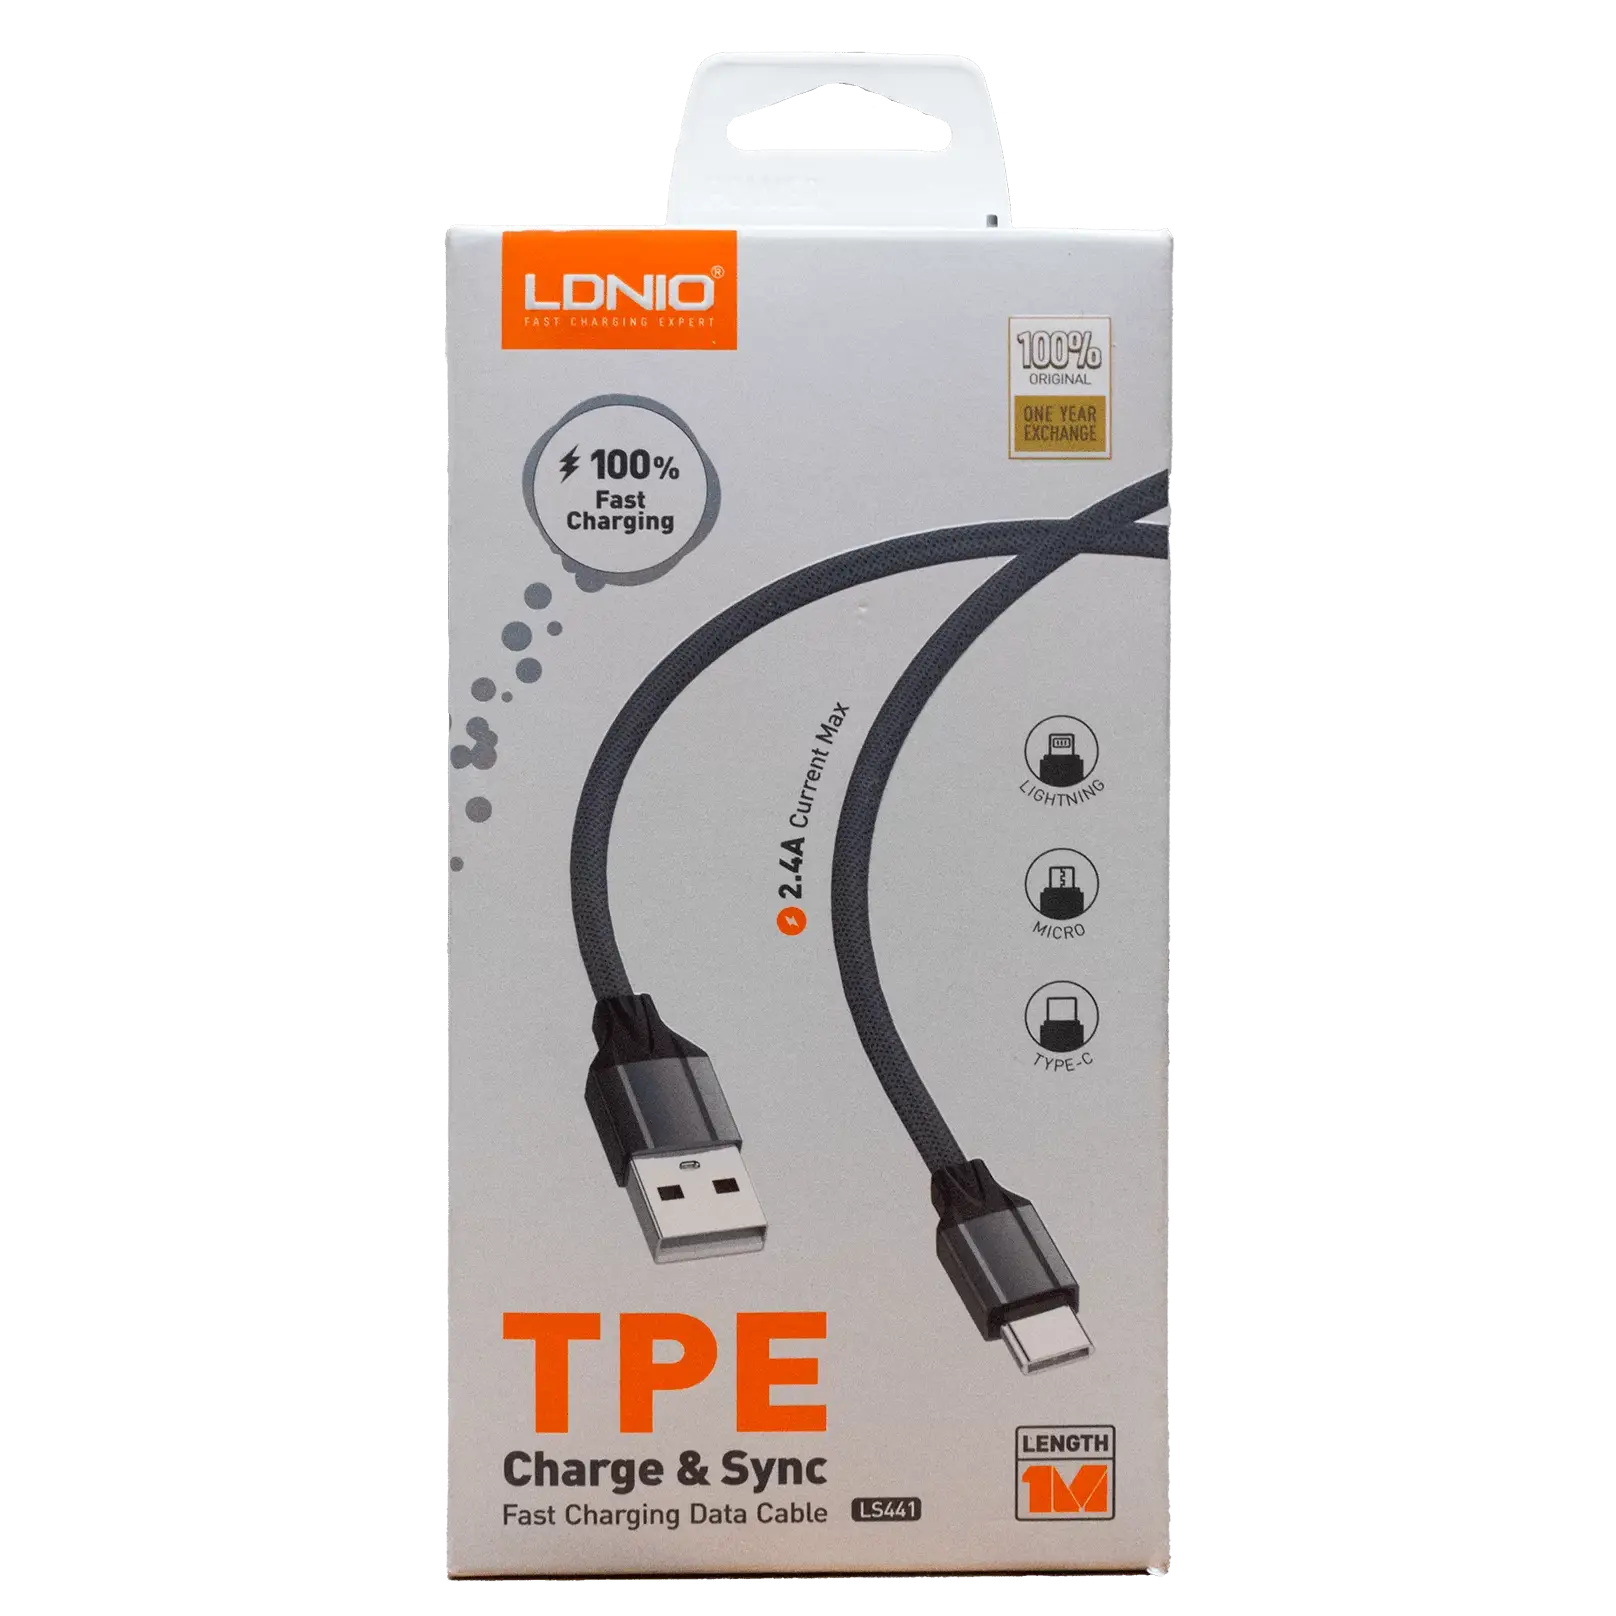 LDNIO®
FAST CHARGING EXPERT
100%
ORIGINAL
ONE YEAR
EXCHANGE
100%
Fast
Charging
2.4A Current Max
LIGHTNING
MICRO
TYPE-C
TPE
Charge & Sync
Fast Charging Data Cable LS441
LENGTH
1M